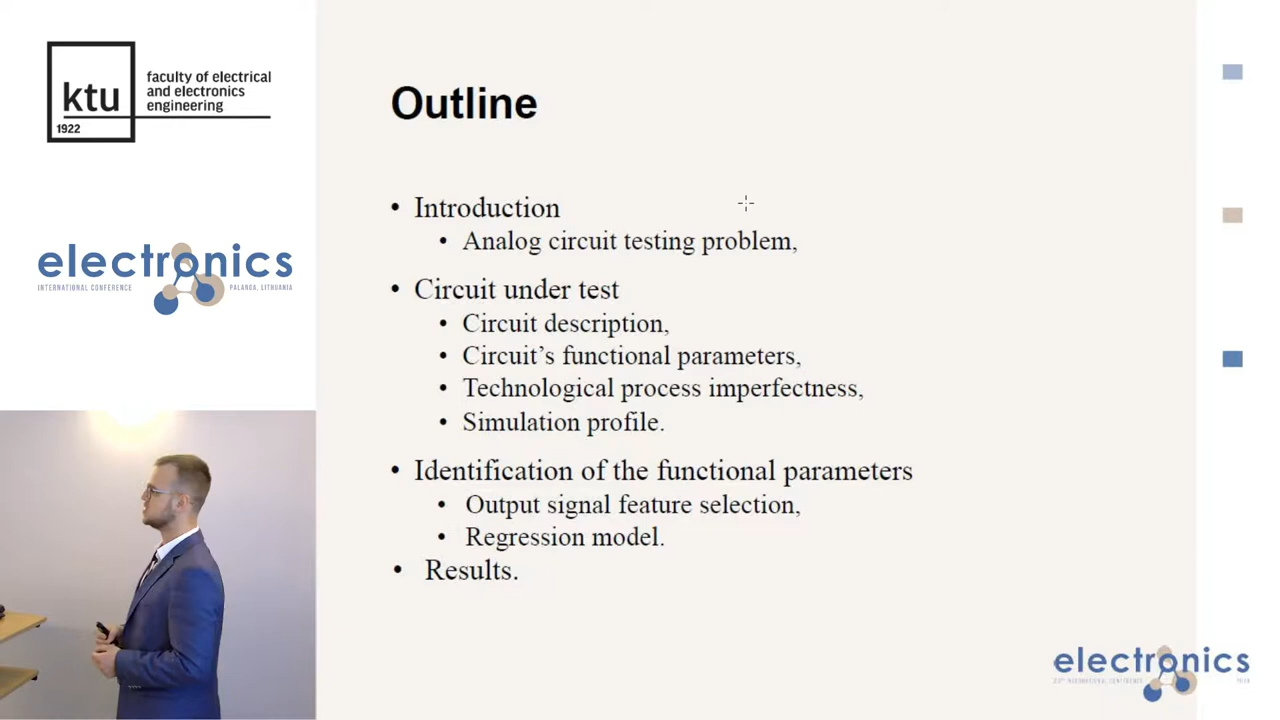 ktu
1922
faculty of electrical
and electronics
engineering
electronics
INTERNATIONAL CONFERENCE
PALANGA, LITHUANIA
Outline
• Introduction
• Analog circuit testing problem,
• Circuit under test
• Circuit description,
• Circuit’s functional parameters,
• Technological process imperfectness,
• Simulation profile.
• Identification of the functional parameters
• Output signal feature selection,
• Regression model.
• Results.
electronics
INTERNATIONAL CONFERENCE